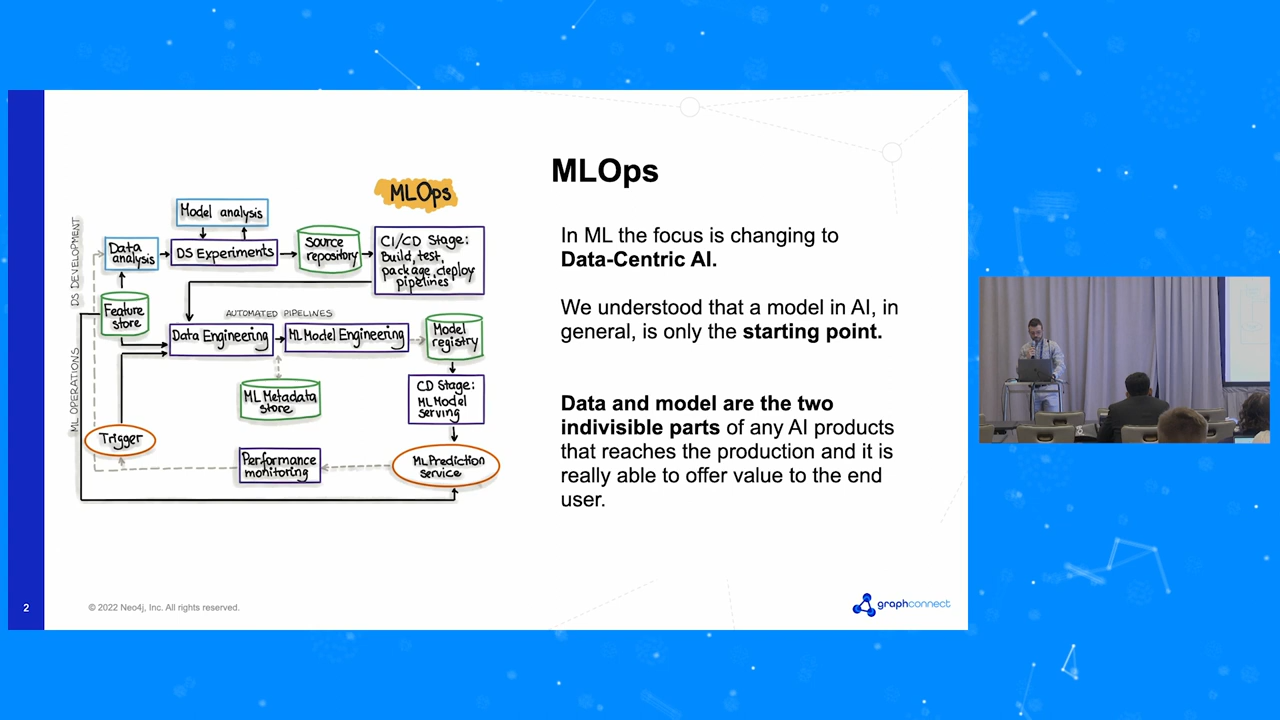 MLOps
Model analysis
Data
analysis
DS Experiments
Source
repository
CI/CD Stage:
Build, test,
package, deploy
pipelines
DS DEVELOPMENT
Feature
store
AUTOMATED PIPELINES
Data Engineering
ML Model Engineering
Model
registry
ML OPERATIONS
ML Metadata
store
CD Stage:
ML Model
serving
Trigger
Performance
monitoring
ML Prediction
service
MLOps
In ML the focus is changing to
Data-Centric AI.
We understood that a model in AI, in
general, is only the starting point.
Data and model are the two
indivisible parts of any AI products
that reaches the production and it is
really able to offer value to the end
user.
2
© 2022 Neo4j, Inc. All rights reserved.
graphconnect